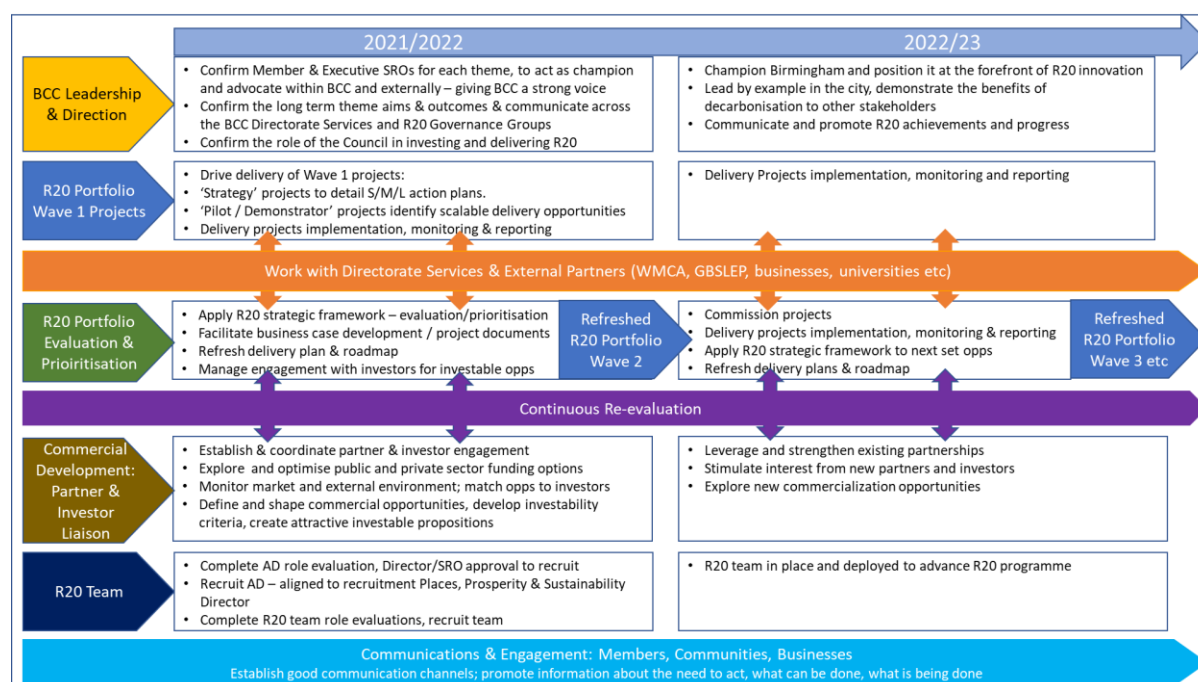 2021/2022
2022/23
BCC Leadership
& Direction
• Confirm Member & Executive SROs for each theme, to act as champion
and advocate within BCC and externally – giving BCC a strong voice
• Confirm the long term theme aims & outcomes & communicate across
the BCC Directorate Services and R20 Governance Groups
• Confirm the role of the Council in investing and delivering R20
• Champion Birmingham and position it at the forefront of R20 innovation
• Lead by example in the city, demonstrate the benefits of
decarbonisation to other stakeholders
• Communicate and promote R20 achievements and progress
R20 Portfolio
Wave 1 Projects
• Drive delivery of Wave 1 projects:
• ‘Strategy’ projects to detail S/M/L action plans.
• ‘Pilot / Demonstrator’ projects identify scalable delivery opportunities
• Delivery projects implementation, monitoring & reporting
• Delivery Projects implementation, monitoring and reporting
Work with Directorate Services & External Partners (WMCA, GBSLEP, businesses, universities etc)
R20 Portfolio
Evaluation &
Prioiritisation
• Apply R20 strategic framework – evaluation/prioritisation
• Facilitate business case development / project documents
• Refresh delivery plan & roadmap
• Manage engagement with investors for investable opps
Refreshed
R20 Portfolio
Wave 2
• Commission projects
• Delivery projects implementation, monitoring & reporting
• Apply R20 strategic framework to next set opps
• Refresh delivery plans & roadmap
Refreshed
R20 Portfolio
Wave 3 etc
Continuous Re-evaluation
Commercial
Development:
Partner &
Investor
Liaison
• Establish & coordinate partner & investor engagement
• Explore and optimise public and private sector funding options
• Monitor market and external environment; match opps to investors
• Define and shape commercial opportunities, develop investability
criteria, create attractive investable propositions
• Leverage and strengthen existing partnerships
• Stimulate interest from new partners and investors
• Explore new commercialization opportunities
R20 Team
• Complete AD role evaluation, Director/SRO approval to recruit
• Recruit AD – aligned to recruitment Places, Prosperity & Sustainability
Director
• Complete R20 team role evaluations, recruit team
• R20 team in place and deployed to advance R20 programme
Communications & Engagement: Members, Communities, Businesses
Establish good communication channels; promote information about the need to act, what can be done, what is being done